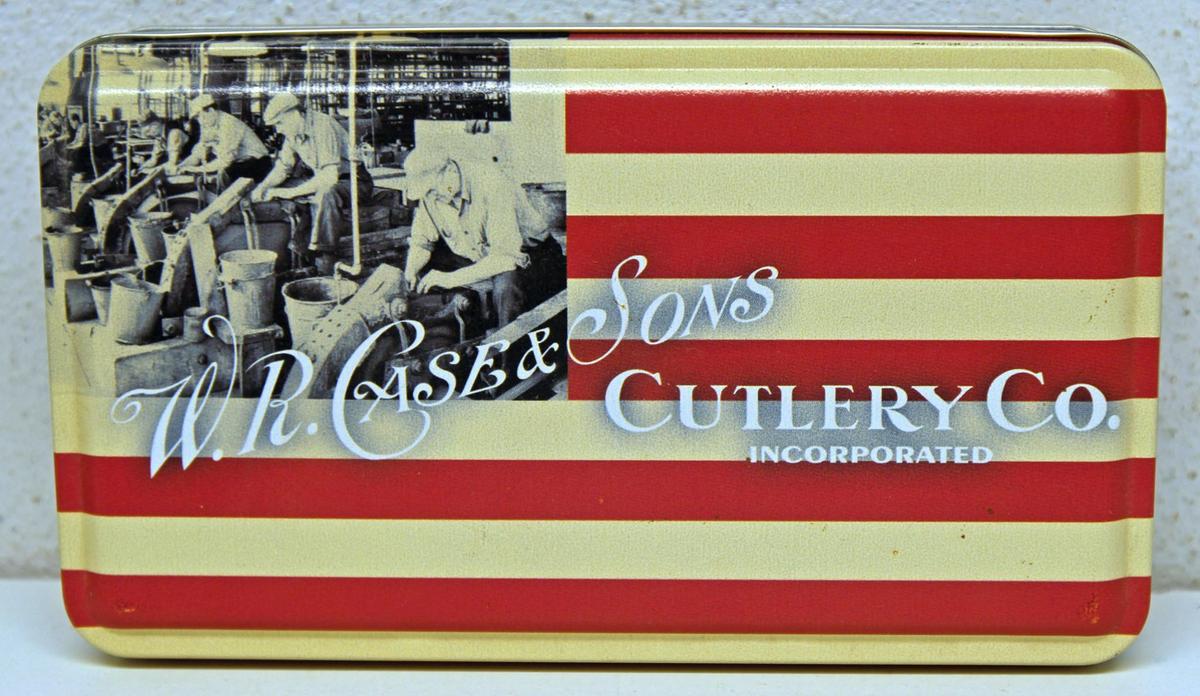 W.R. Case & Sons
Cutlery Co.
INCORPORATED